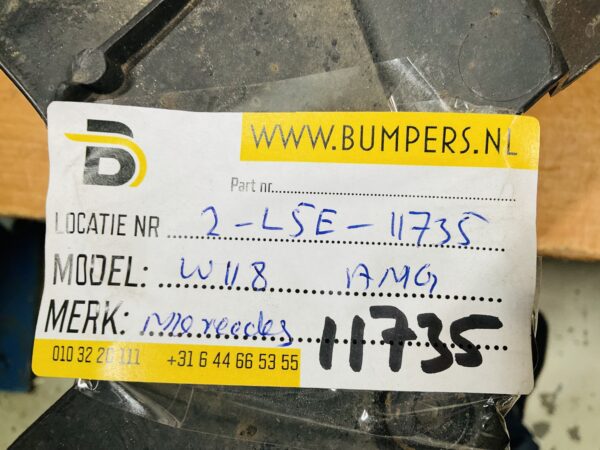 B
WWW.BUMPERS.NL
Part nr.
LOCATIE NR 2-L5E-11735
MODEL: W118 AMG
MERK: Mercedes 11735
010 32 20 111 +31 6 44 66 53 55